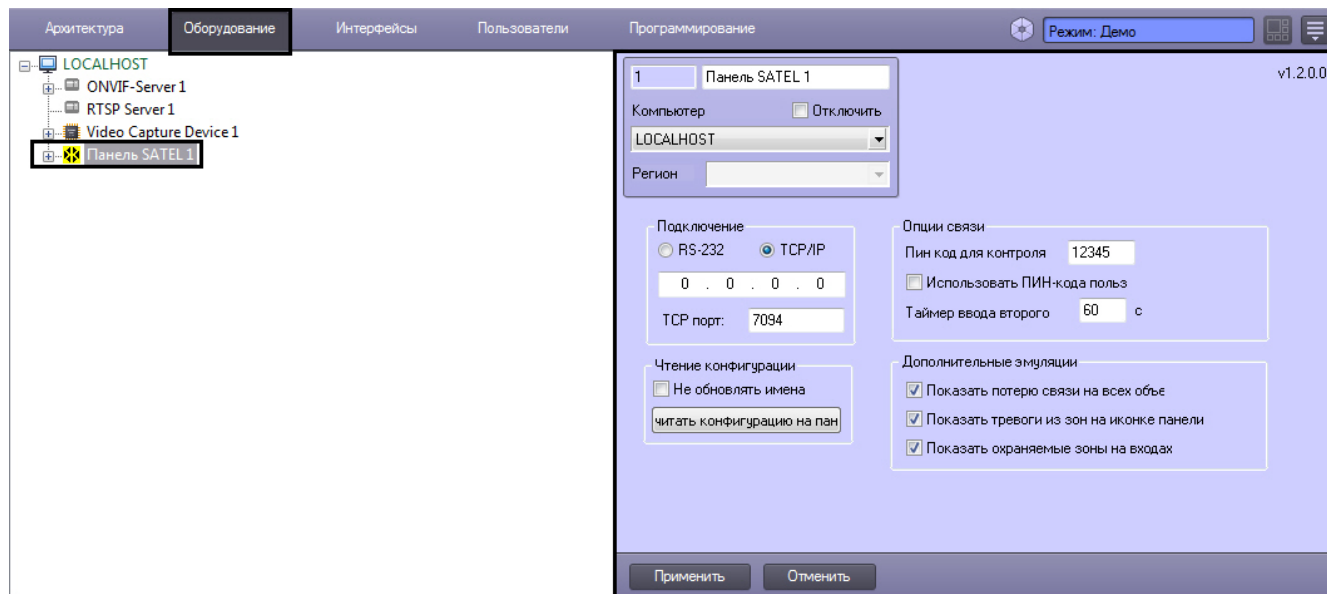 Архитектура Оборудование Интерфейсы Пользователи Программирование Режим: Демо
LOCALHOST
ONVIF-Server 1
RTSP Server 1
Video Capture Device 1
Панель SATEL 1
1 Панель SATEL 1
v1.2.0.0
Компьютер Отключить
LOCALHOST
Регион
Подключение
RS-232 TCP/IP
0 . 0 . 0 . 0
TCP порт: 7094
Опции связи
Пин код для контроля 12345
Использовать ПИН-кода польз
Таймер ввода второго 60 с
Чтение конфигурации
Не обновлять имена
читать конфигурацию на пан
Дополнительные эмуляции
Показать потерю связи на всех объе
Показать тревоги из зон на иконке панели
Показать охраняемые зоны на входах
Применить Отменить